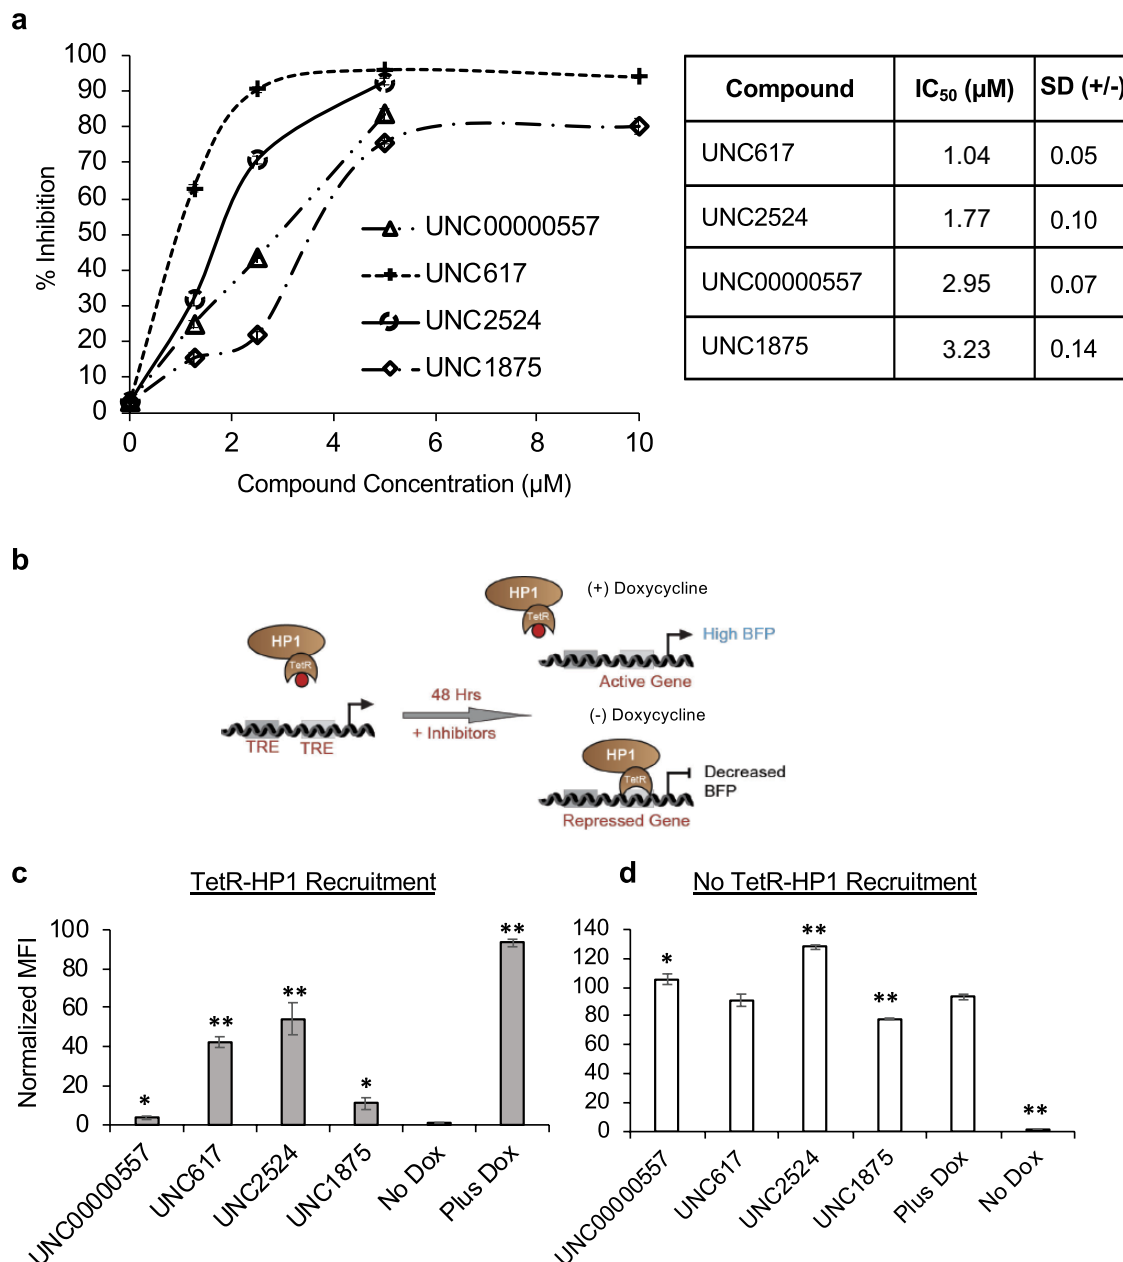 a
100
90
80
70
60
50
40
30
20
10
0
% Inhibition
0 2 4 6 8 10
Compound Concentration (µM)
UNC00000557
UNC617
UNC2524
UNC1875
Compound IC50 (µM) SD (+/-)
UNC617 1.04 0.05
UNC2524 1.77 0.10
UNC00000557 2.95 0.07
UNC1875 3.23 0.14
b
HP1
TetR
TRE TRE
48 Hrs
+ Inhibitors
HP1
TetR
(+) Doxycycline
High BFP
Active Gene
(-) Doxycycline
HP1
TetR
Decreased
BFP
Repressed Gene
c
TetR-HP1 Recruitment
Normalized MFI
100
80
60
40
20
0
*
**
**
*
**
UNC00000557
UNC617
UNC2524
UNC1875
No Dox
Plus Dox
d
No TetR-HP1 Recruitment
140
120
100
80
60
40
20
0
*
**
**
**
UNC00000557
UNC617
UNC2524
UNC1875
Plus Dox
No Dox